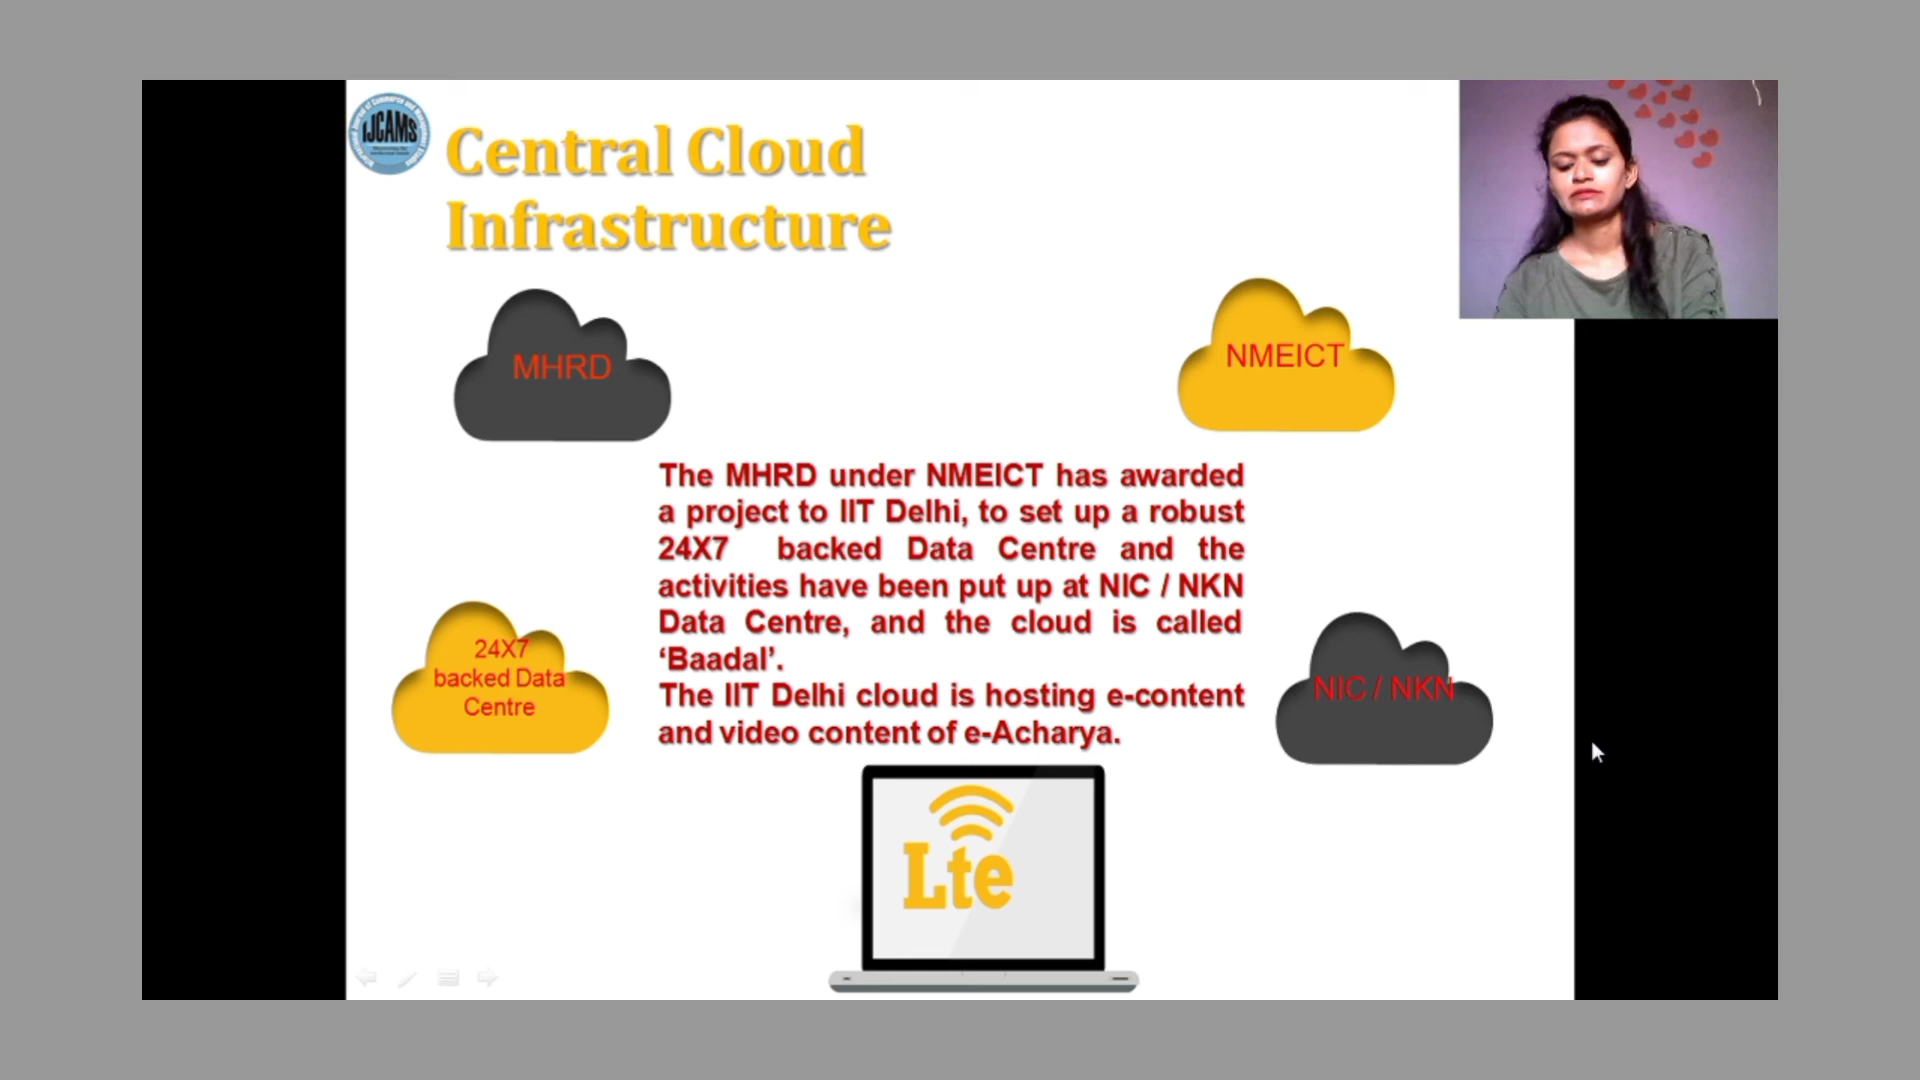 IJCAMS
Central Cloud
Infrastructure
MHRD
NMEICT
The MHRD under NMEICT has awarded
a project to IIT Delhi, to set up a robust
24X7 backed Data Centre and the
activities have been put up at NIC / NKN
Data Centre, and the cloud is called
‘Baadal’.
The IIT Delhi cloud is hosting e-content
and video content of e-Acharya.
24X7
backed Data
Centre
NIC / NKN
Lte